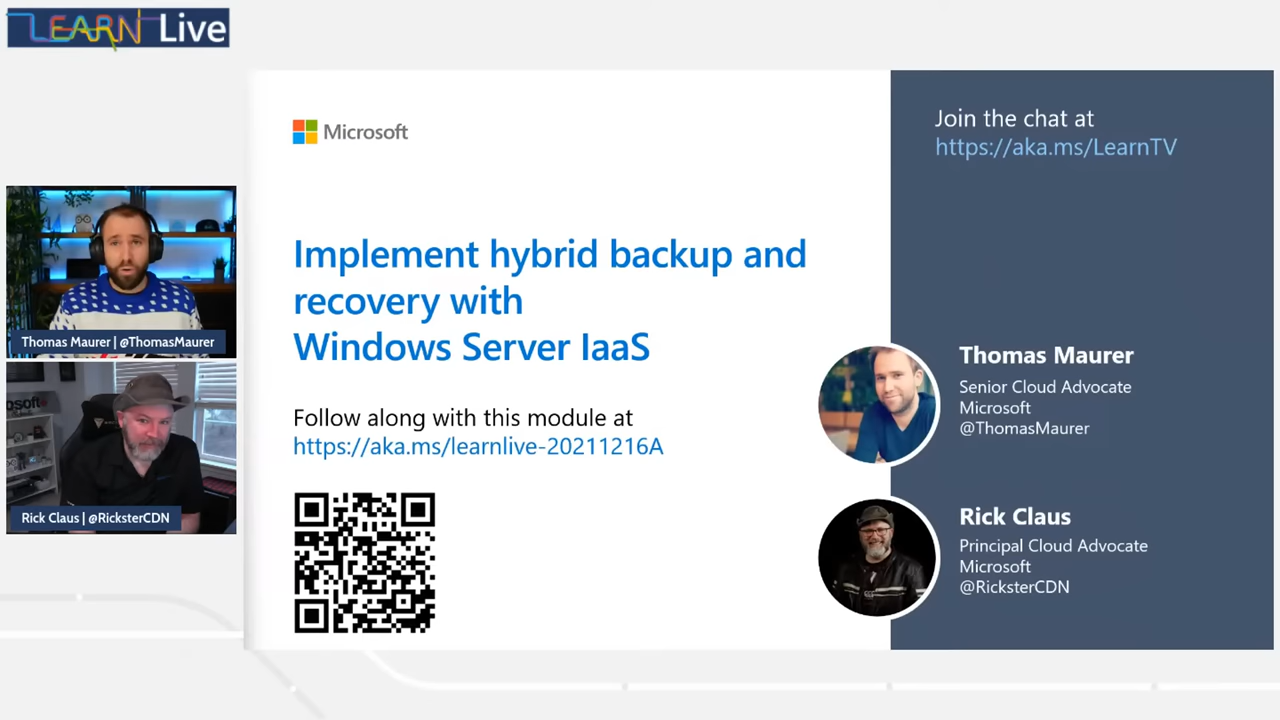 LEARN Live
Microsoft
Join the chat at
https://aka.ms/LearnTV
Implement hybrid backup and
recovery with
Windows Server IaaS
Follow along with this module at
https://aka.ms/learnlive-20211216A
Thomas Maurer | @ThomasMaurer
Rick Claus | @RicksterCDN
Thomas Maurer
Senior Cloud Advocate
Microsoft
@ThomasMaurer
Rick Claus
Principal Cloud Advocate
Microsoft
@RicksterCDN